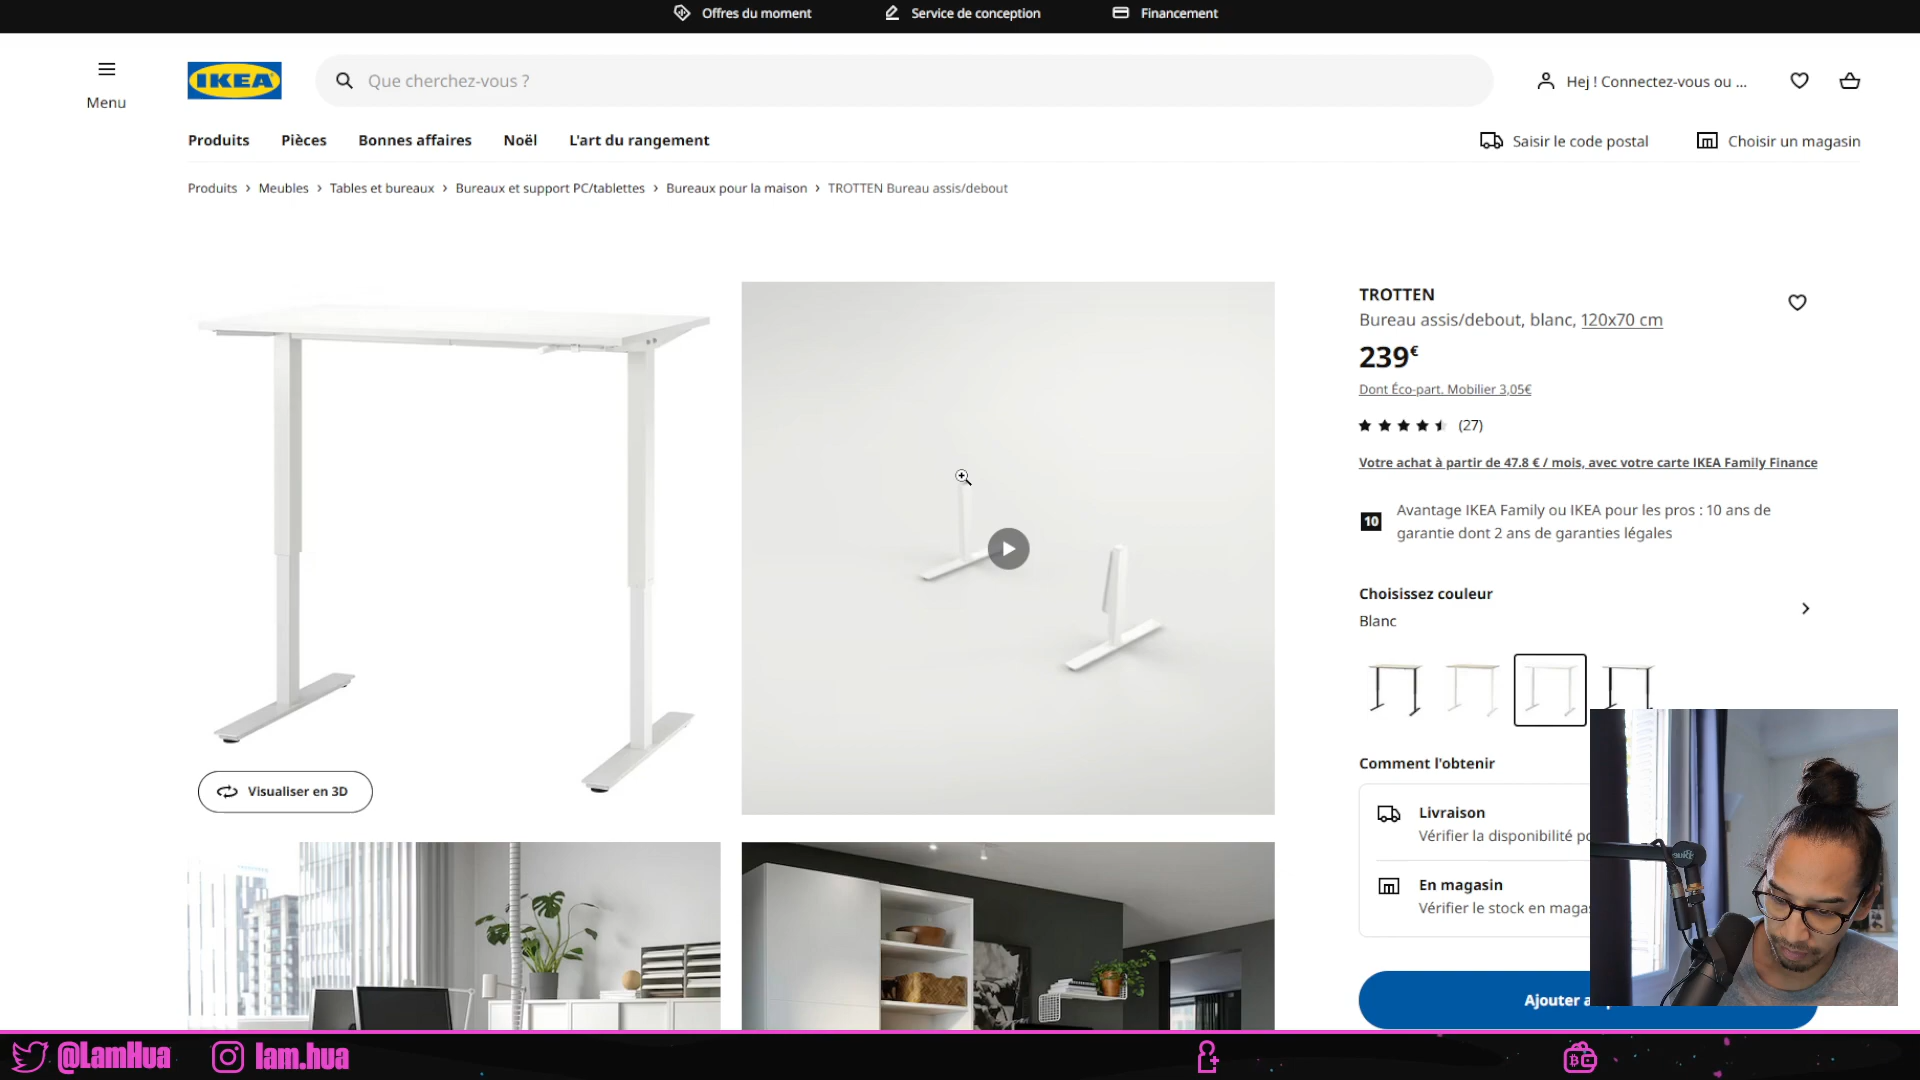 Offres du moment
Service de conception
Financement
Menu
IKEA
Que cherchez-vous ?
Hej ! Connectez-vous ou ...
Produits
Pièces
Bonnes affaires
Noël
L'art du rangement
Saisir le code postal
Choisir un magasin
Produits > Meubles > Tables et bureaux > Bureaux et support PC/tablettes > Bureaux pour la maison > TROTTEN Bureau assis/debout
TROTTEN
Bureau assis/debout, blanc, 120x70 cm
239€
Dont Éco-part. Mobilier 3,05€
(27)
Votre achat à partir de 47.8 € / mois, avec votre carte IKEA Family Finance
10
Avantage IKEA Family ou IKEA pour les pros : 10 ans de
garantie dont 2 ans de garanties légales
Choisissez couleur
Blanc
Visualiser en 3D
Comment l'obtenir
Livraison
Vérifier la disponibilité
En magasin
Vérifier le stock en
Ajouter
@LamHua
lam.hua